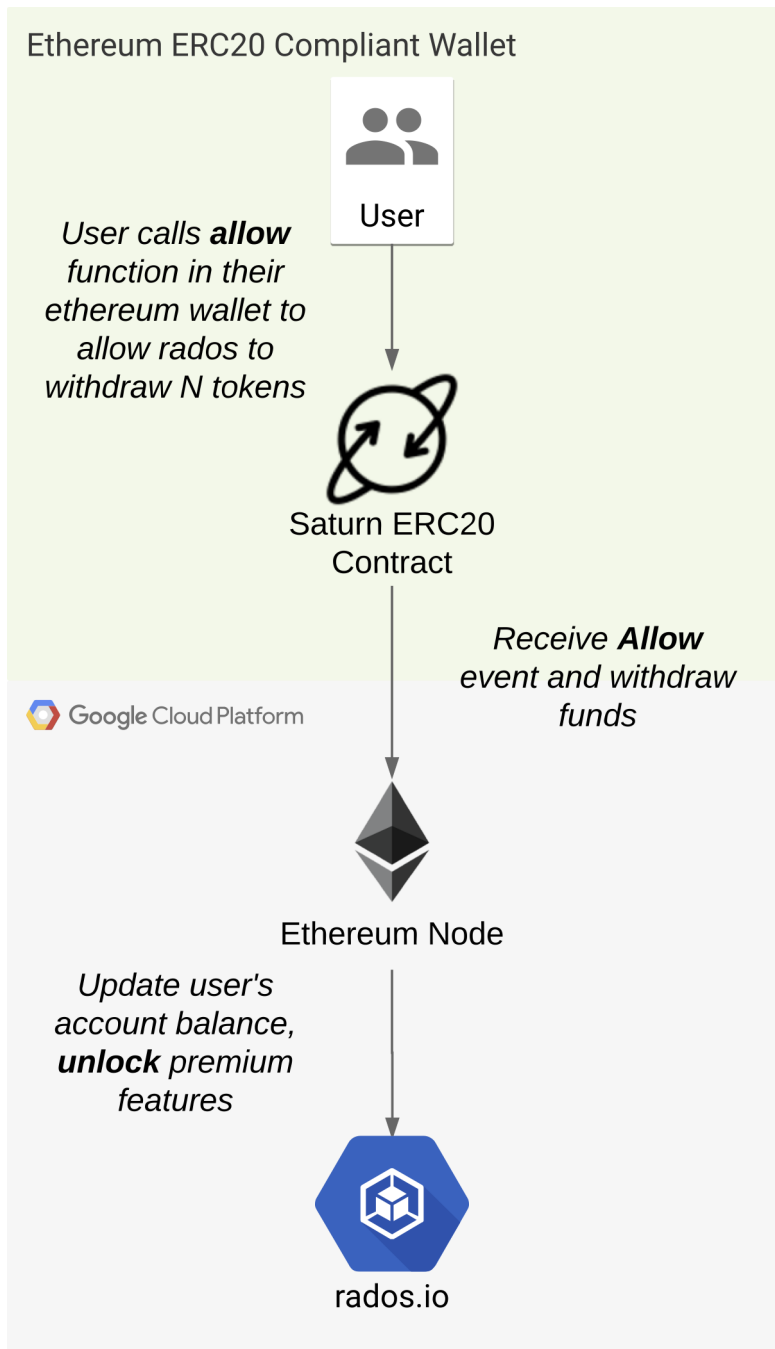 Ethereum ERC20 Compliant Wallet
User
User calls allow
function in their
ethereum wallet to
allow rados to
withdraw N tokens
Saturn ERC20
Contract
Receive Allow
event and withdraw
funds
Google Cloud Platform
Ethereum Node
Update user's
account balance,
unlock premium
features
rados.io